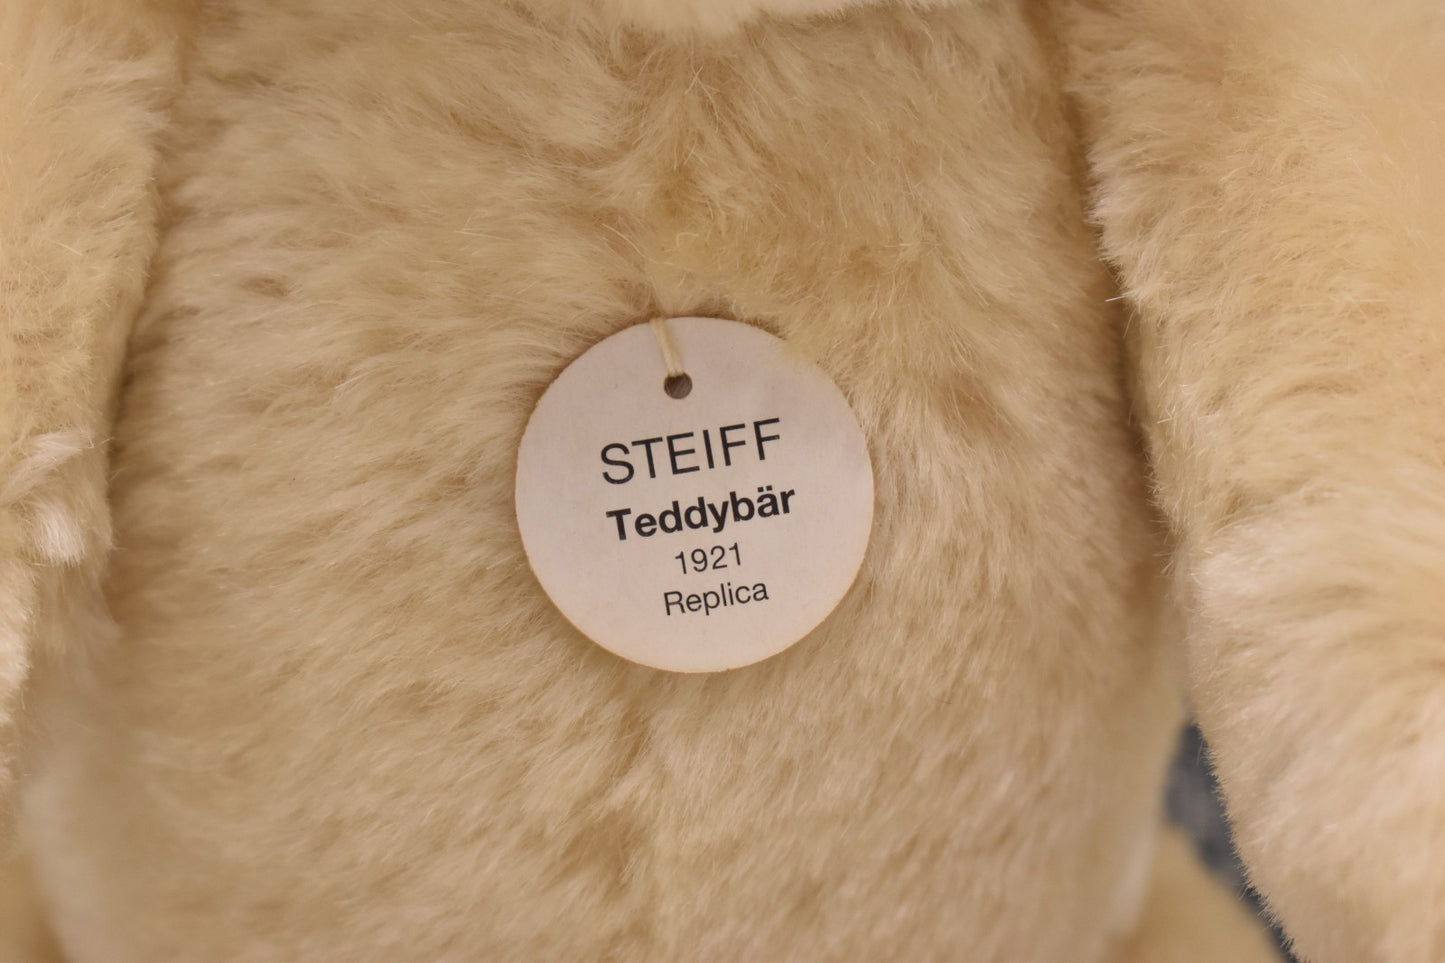 STEIFF
Teddybär
1921
Replica